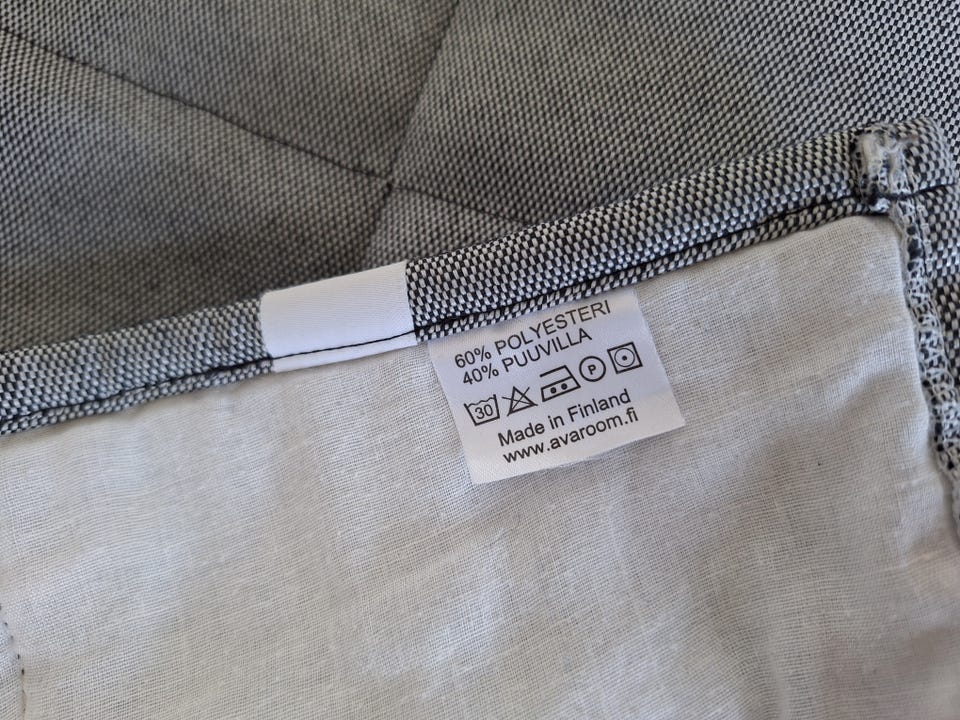 60% POLYESTERI
40% PUUVILLA
30 P
Made in Finland
www.avaroom.fi